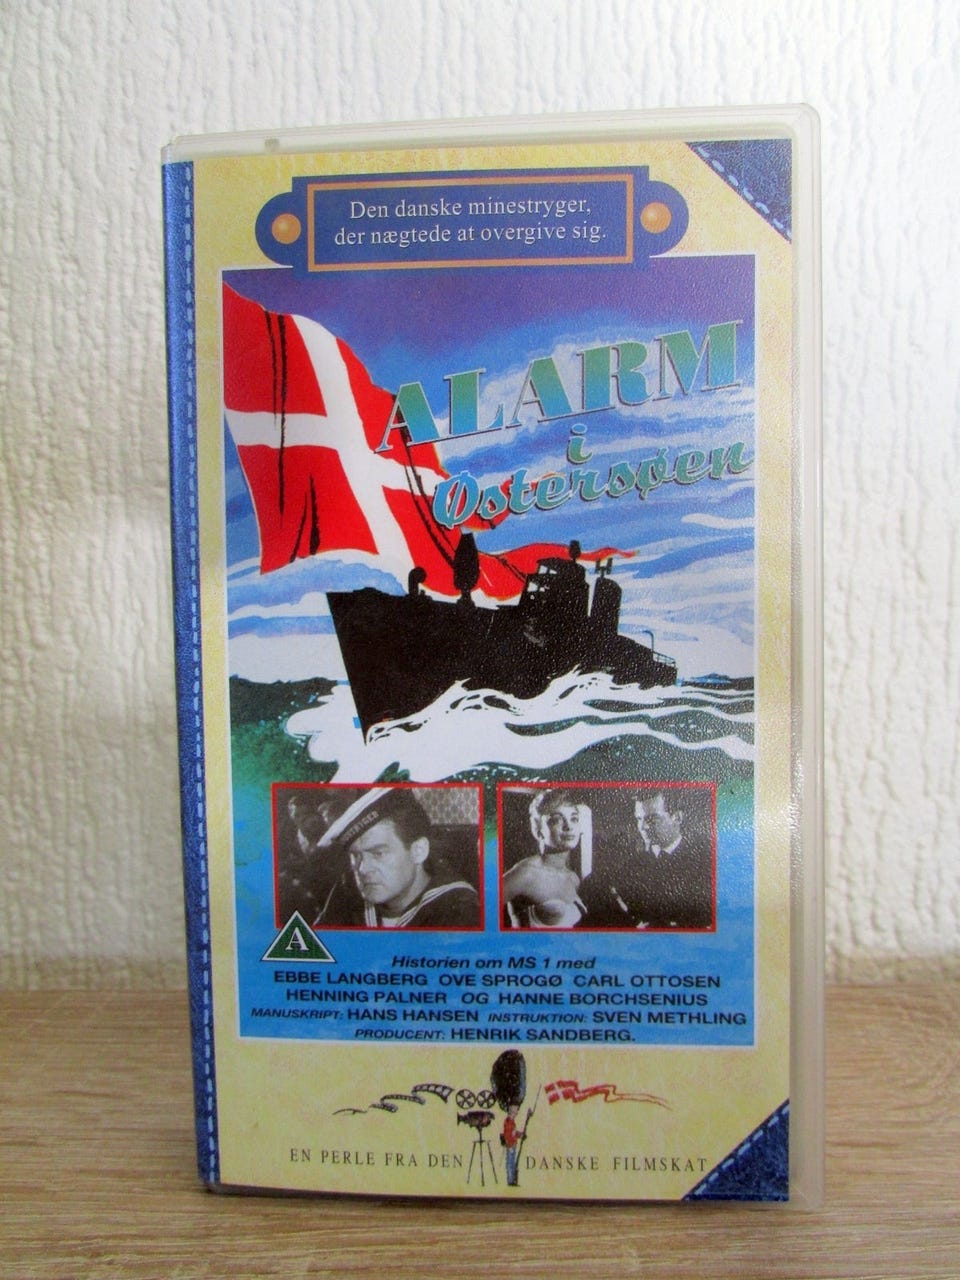 Den danske minestryger,
der nægtede at overgive sig.
ALARM
i
Østersøen
A
Historien om MS 1 med
EBBE LANGBERG OVE SPROGØ CARL OTTOSEN
HENNING PALNER OG HANNE BORCHSENIUS
MANUSKRIPT: HANS HANSEN INSTRUKTION: SVEN METHLING
PRODUCENT: HENRIK SANDBERG.
EN PERLE FRA DEN DANSKE FILMSKAT